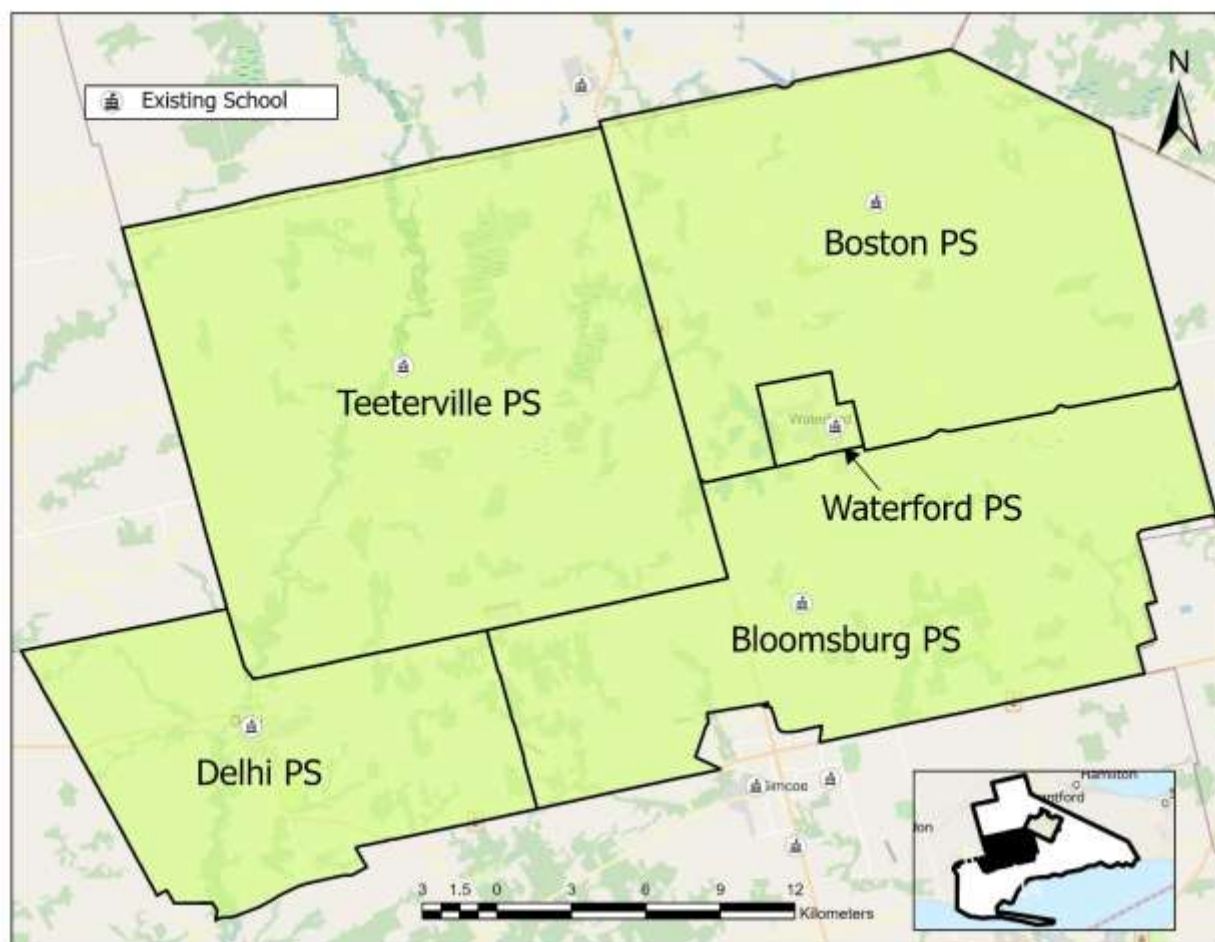 Existing School
N
Boston PS
Teeterville PS
Waterford
Waterford PS
Bloomsburg PS
Delhi PS
Simcoe
Hamilton
3 1.5 0 3 6 9 12
Kilometers